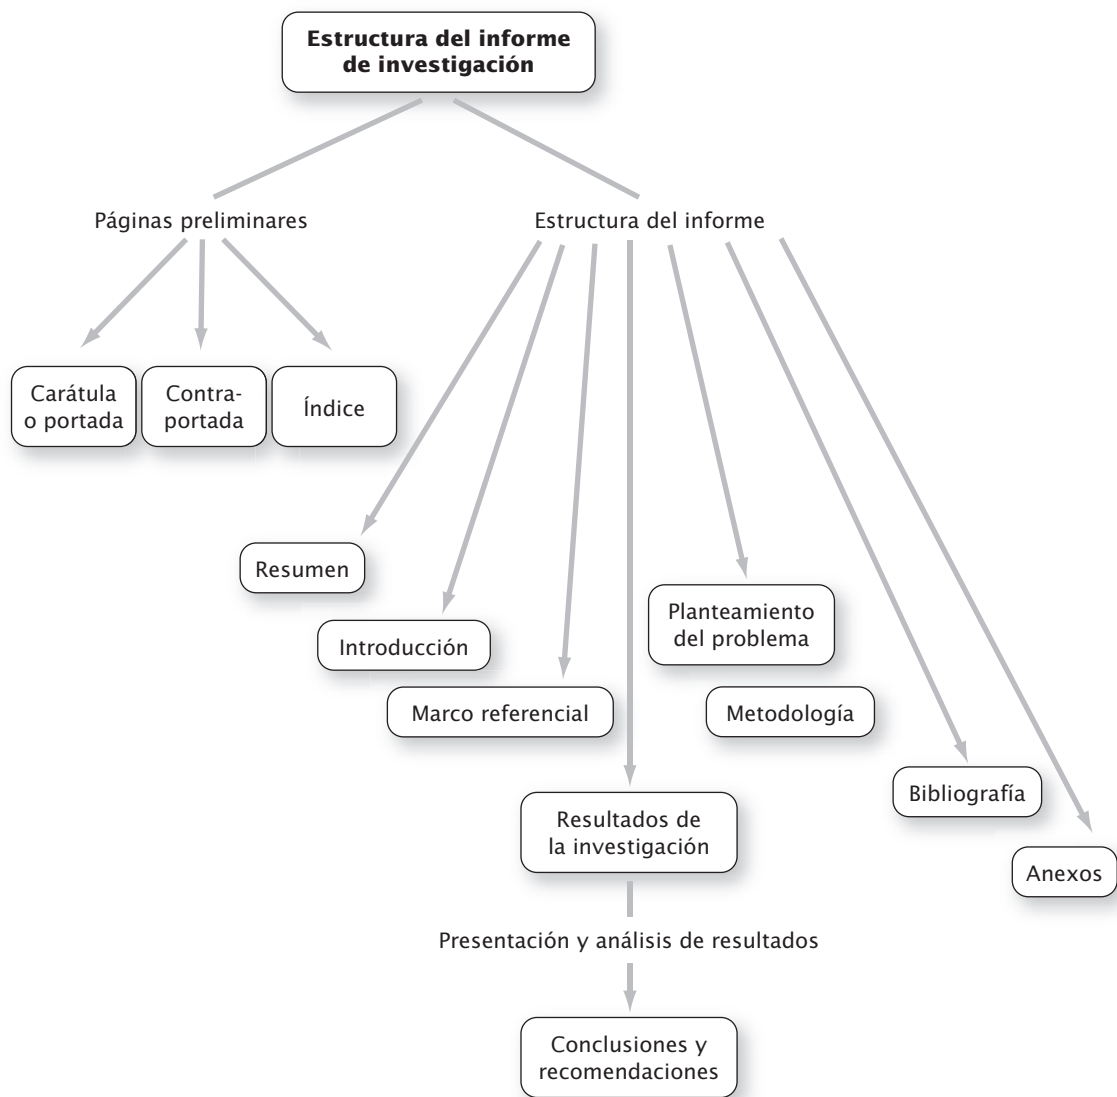 Estructura del informe
de investigación
Páginas preliminares
Estructura del informe
Carátula
o portada
Contra-
portada
Índice
Resumen
Introducción
Marco referencial
Planteamiento
del problema
Metodología
Resultados de
la investigación
Bibliografía
Anexos
Presentación y análisis de resultados
Conclusiones y
recomendaciones